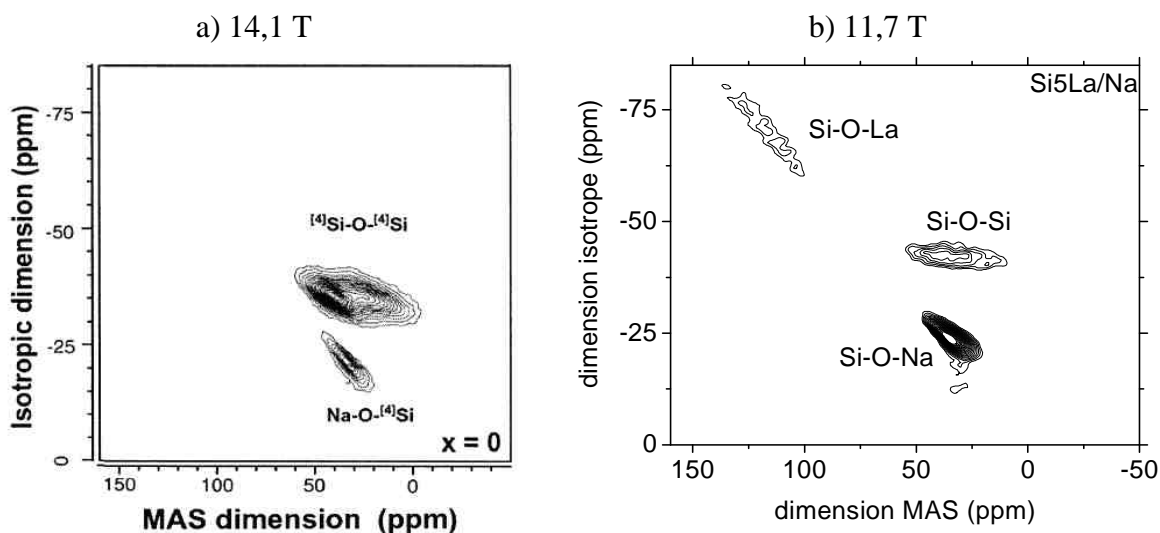 a) 14,1 T
b) 11,7 T
Isotropic dimension (ppm)
-75
-50
-25
0
[4]Si-O-[4]Si
Na-O-[4]Si
x = 0
150
100
50
0
MAS dimension (ppm)
dimension isotrope (ppm)
-75
-50
-25
0
Si5La/Na
Si-O-La
Si-O-Si
Si-O-Na
150
100
50
0
-50
dimension MAS (ppm)